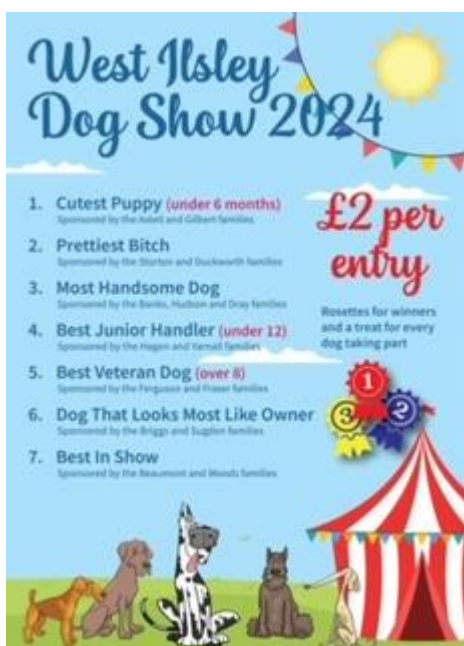 West Ilsley
Dog Show 2024
1. Cutest Puppy (under 6 months)
Sponsored by the Astell and Gilbert families
2. Prettiest Bitch
Sponsored by the Sturton and Duckworth families
3. Most Handsome Dog
Sponsored by the Banks, Hudson and Dray families
4. Best Junior Handler (under 12)
Sponsored by the Hagen and families
5. Best Veteran Dog (over 8)
Sponsored by the Ferguson and Fraser families
6. Dog That Looks Most Like Owner
Sponsored by the Briggs and Sugden families
7. Best In Show
Sponsored by the Beaumont and Woods families
£2 per
entry
Rosettes for winners
and a treat for every
dog taking part
1
3
2